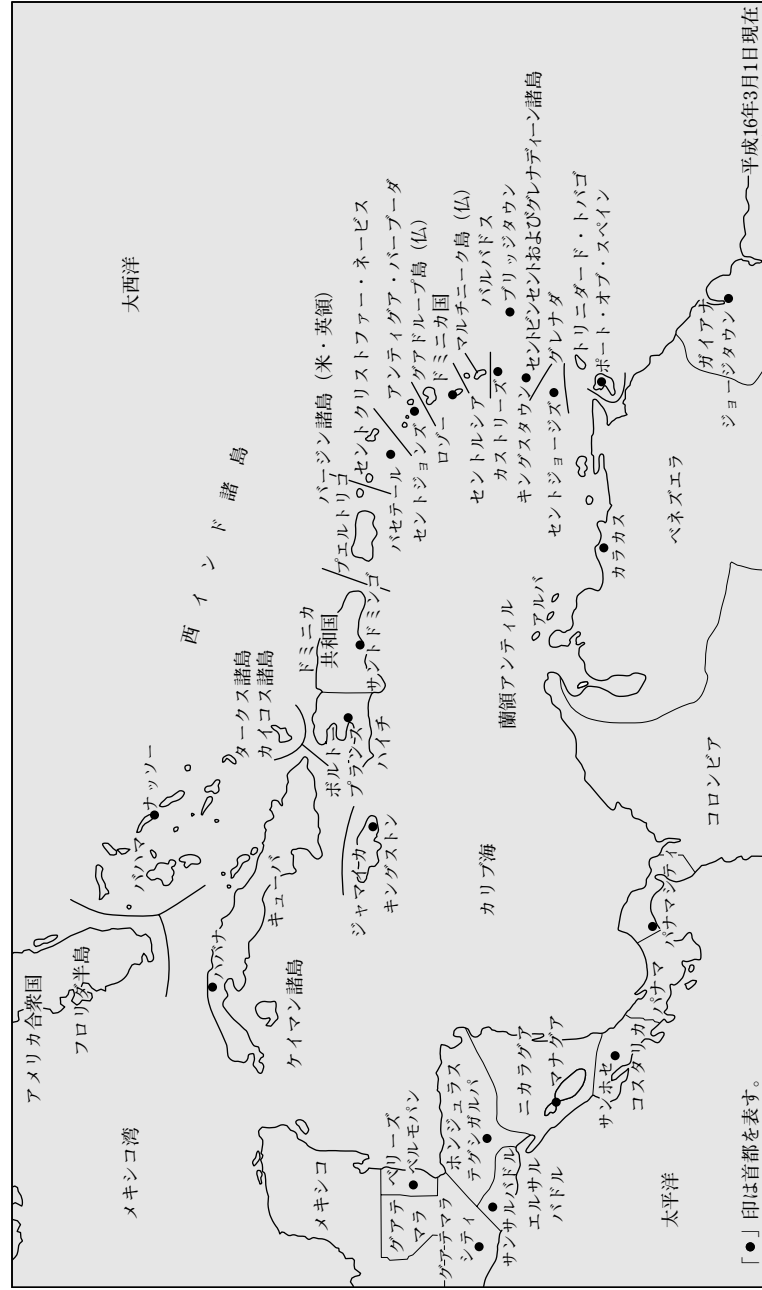 アメリカ合衆国
フロリダ半島
メキシコ湾
大西洋
西インド諸島
バハマ
ナッソー
タークス諸島
カイコス諸島
ハバナ
キューバ
ケイマン諸島
ジャマイカ
キングストン
ポルトー
プランス
ハイチ
ドミニカ
共和国
サントドミンゴ
プエルトリコ
バージン諸島（米・英領）
セントクリストファー・ネービス
バセテール
アンティグア・バーブーダ
セントジョンズ
グアドループ島（仏）
ドミニカ国
ロゾー
マルチニーク島（仏）
セントルシア
カストリーズ
バルバドス
ブリッジタウン
セントビンセントおよびグレナディーン諸島
キングスタウン
グレナダ
セントジョージズ
トリニダード・トバゴ
ポート・オブ・スペイン
メキシコ
ベリーズ
ベルモパン
グアテ
マラ
グアテマラ
シティ
ホンジュラス
テグシガルパ
サンサルバドル
エルサル
バドル
ニカラグア
マナグア
サンホセ
コスタリカ
パナマ
パナマシティ
カリブ海
蘭領アンティル
アルバ
コロンビア
カラカス
ベネズエラ
ガイアナ
ジョージタウン
太平洋
「●」印は首都を表す。
平成16年3月1日現在